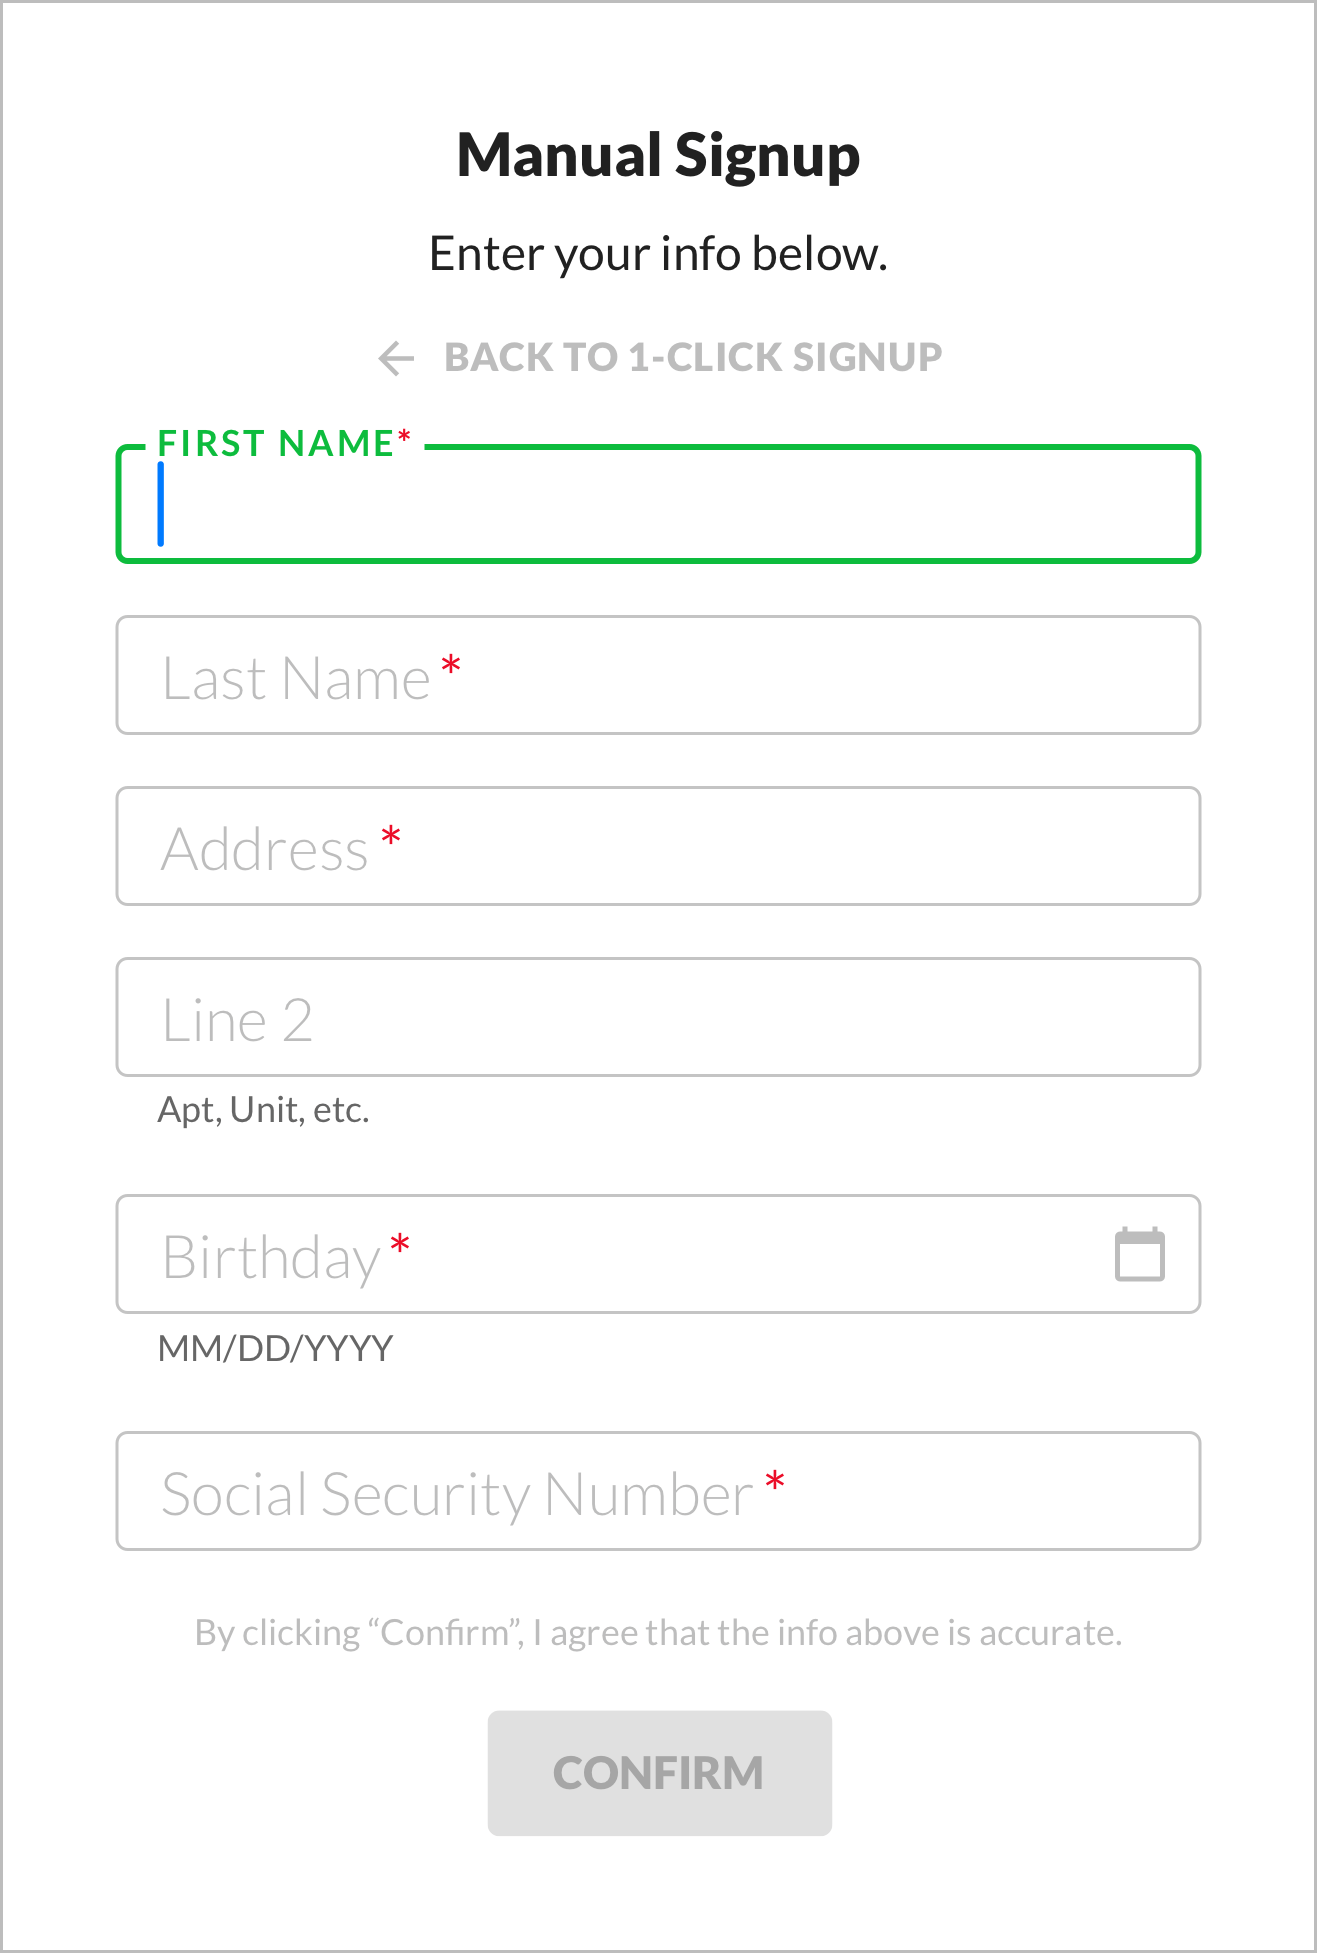 Manual Signup
Enter your info below.
BACK TO 1-CLICK SIGNUP
FIRST NAME*
Last Name *
Address *
Line 2
Apt, Unit, etc.
Birthday *
MM/DD/YYYY
Social Security Number *
By clicking “Confirm”, I agree that the info above is accurate.
CONFIRM